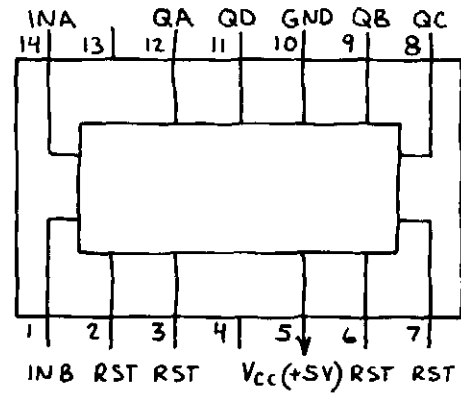 INA QA QD GND QB QC
14 13 12 11 10 9 8
1 2 3 4 5 6 7
INB RST RST Vcc(+5V) RST RST